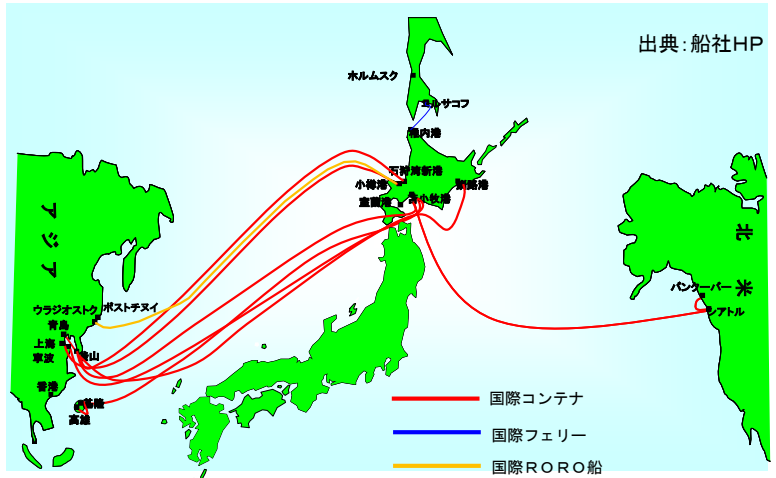 出典：船社HP
ホルムスク
コルサコフ
稚内港
石狩湾新港
小樽港
釧路港
室蘭港
苫小牧港
アジア
北米
バンクーバー
シアトル
ウラジオストク
ボストチヌイ
青島
上海
寧波
釜山
香港
基隆
高雄
国際コンテナ
国際フェリー
国際ＲＯＲＯ船